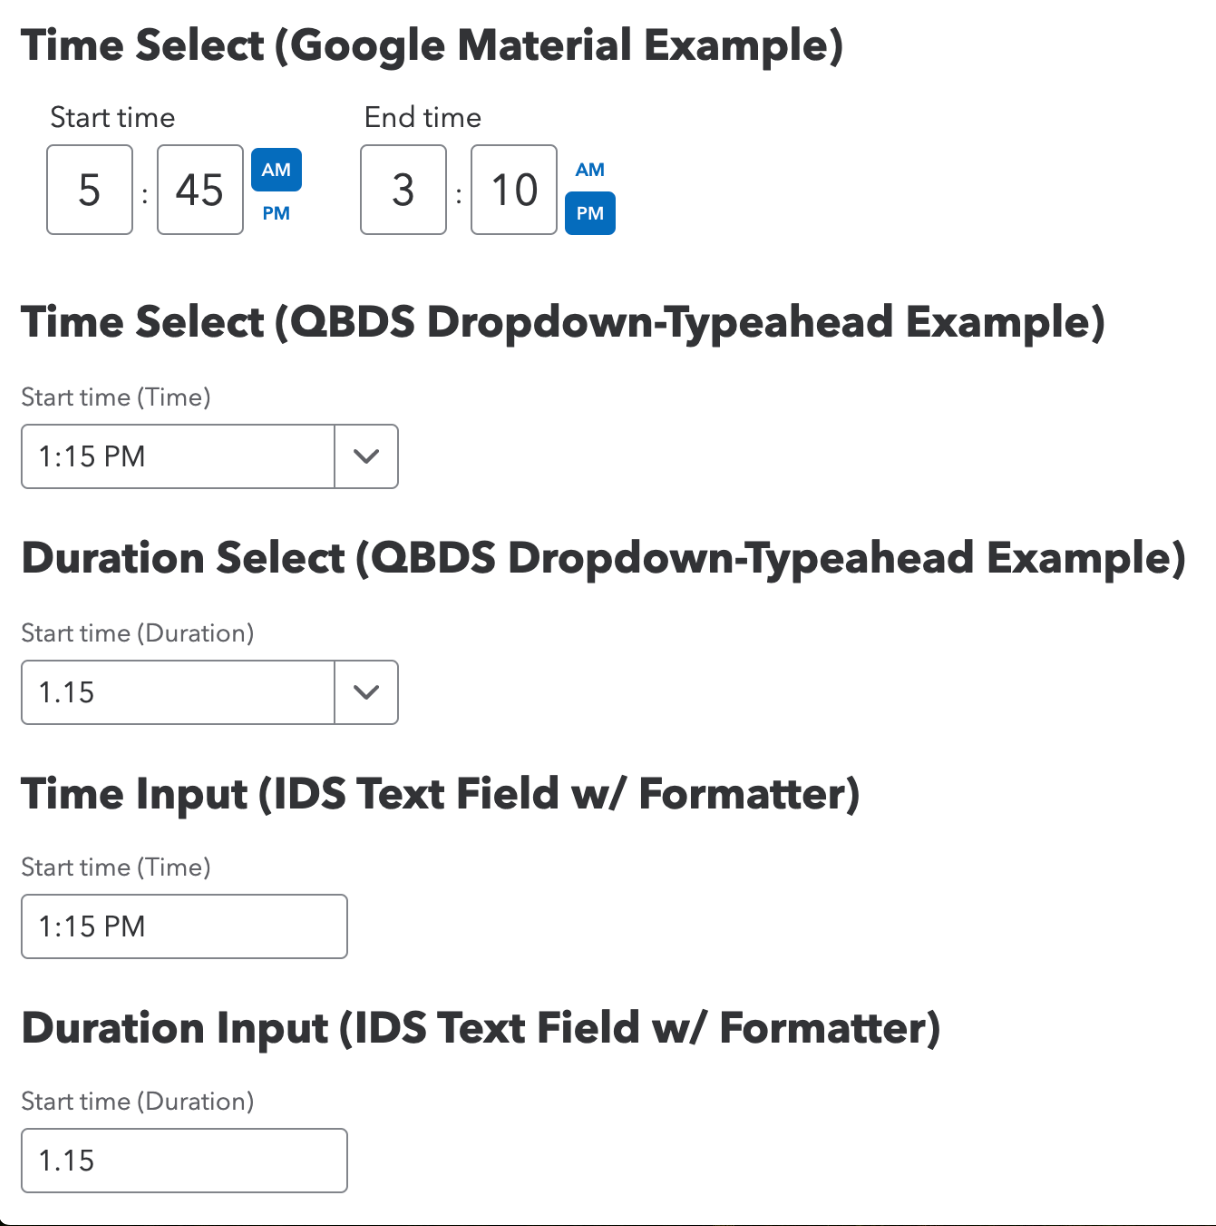 Time Select (Google Material Example)
Start time End time
5 : 45 AM PM 3 : 10 AM PM
Time Select (QBDS Dropdown-Typeahead Example)
Start time (Time)
1:15 PM
Duration Select (QBDS Dropdown-Typeahead Example)
Start time (Duration)
1.15
Time Input (IDS Text Field w/ Formatter)
Start time (Time)
1:15 PM
Duration Input (IDS Text Field w/ Formatter)
Start time (Duration)
1.15